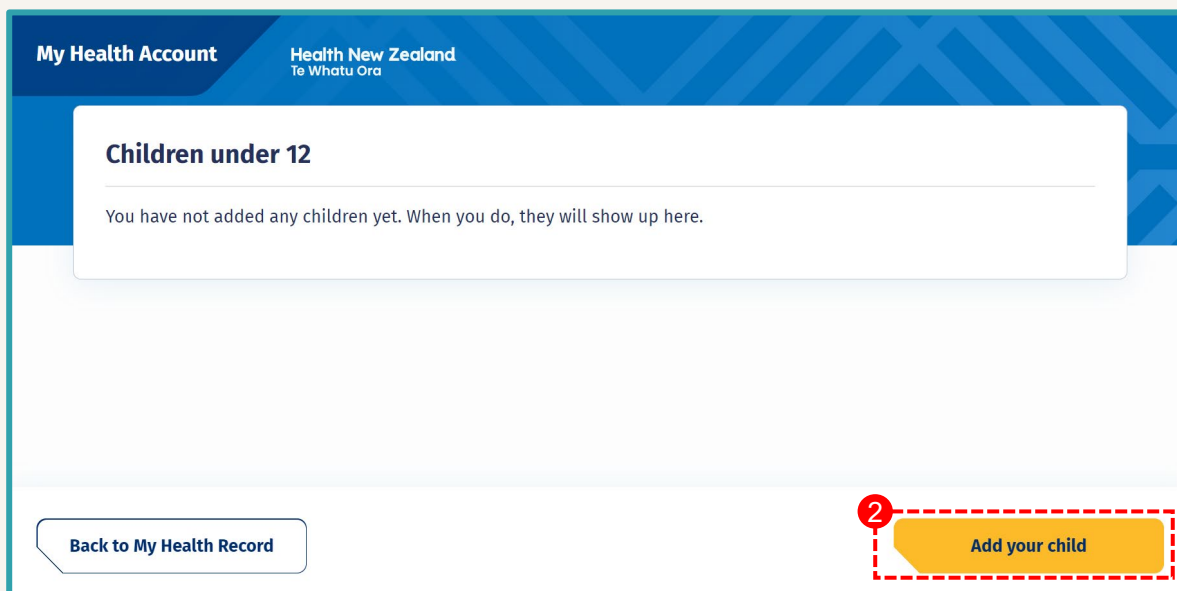 My Health Account
Health New Zealand
Te Whatu Ora
Children under 12
You have not added any children yet. When you do, they will show up here.
Back to My Health Record
2
Add your child